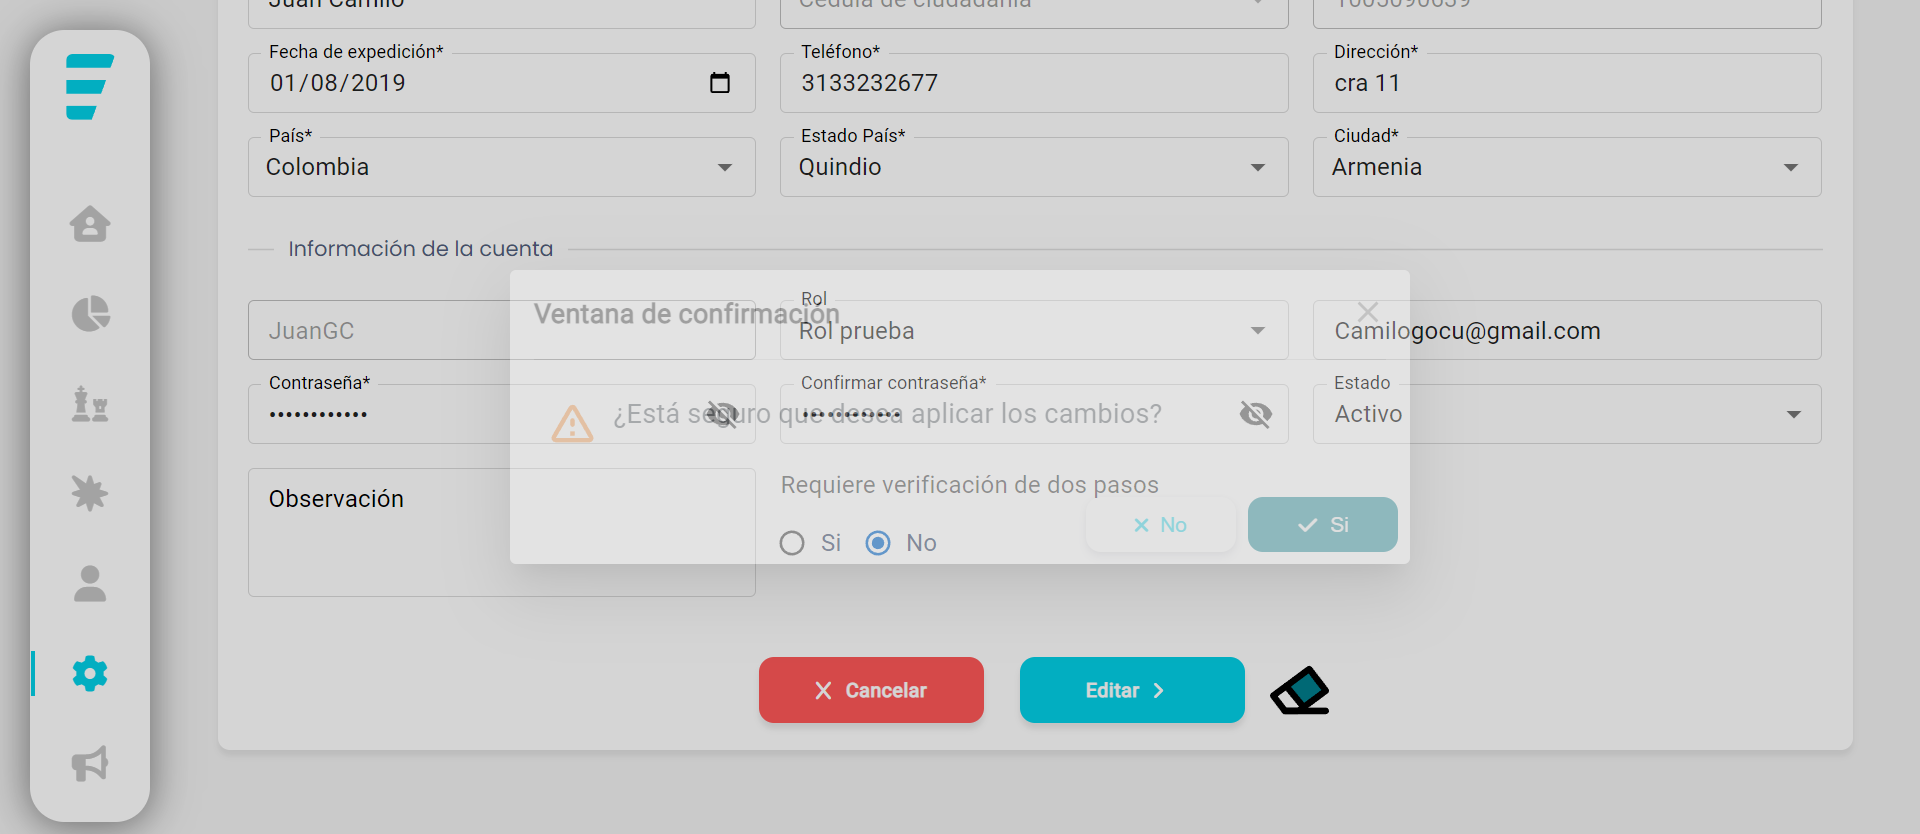 Juan Camilo
Cédula de ciudadanía
1005090639
Fecha de expedición*
01/08/2019
Teléfono*
3133232677
Dirección*
cra 11
País*
Colombia
Estado País*
Quindio
Ciudad*
Armenia
Información de la cuenta
Ventana de confirmación
JuanGC
Rol
Rol prueba
Camilogocu@gmail.com
Contraseña*
••••••••••••
Confirmar contraseña*
••••••••••••
Estado
Activo
¿Está seguro que desea aplicar los cambios?
Observación
Requiere verificación de dos pasos
Si
No
No
Si
Cancelar
Editar